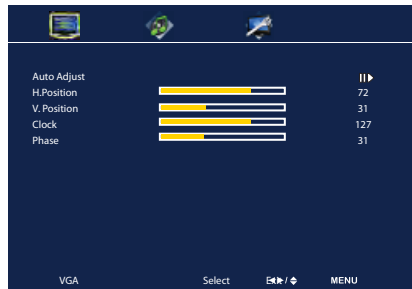 Auto Adjust
H.Position 72
V. Position 31
Clock 127
Phase 31
VGA Select / MENU